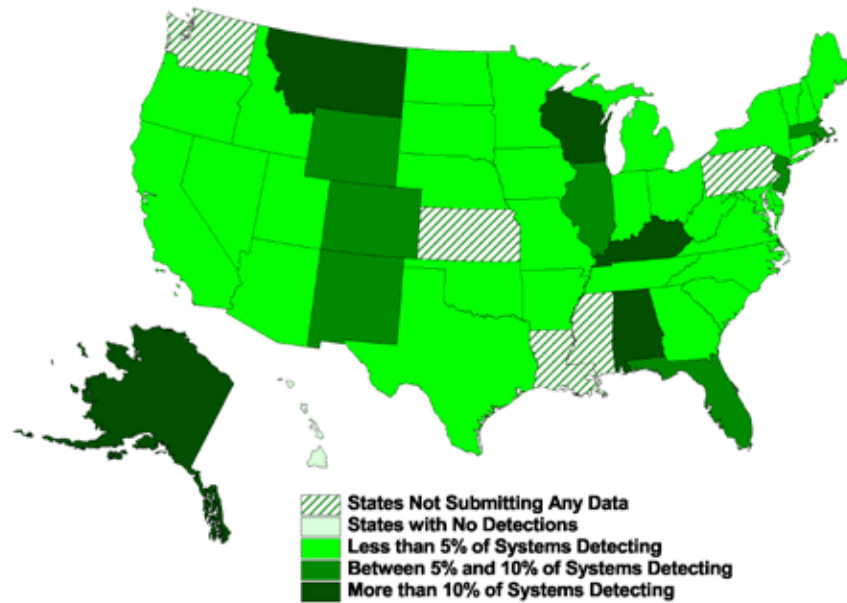 States Not Submitting Any Data
States with No Detections
Less than 5% of Systems Detecting
Between 5% and 10% of Systems Detecting
More than 10% of Systems Detecting